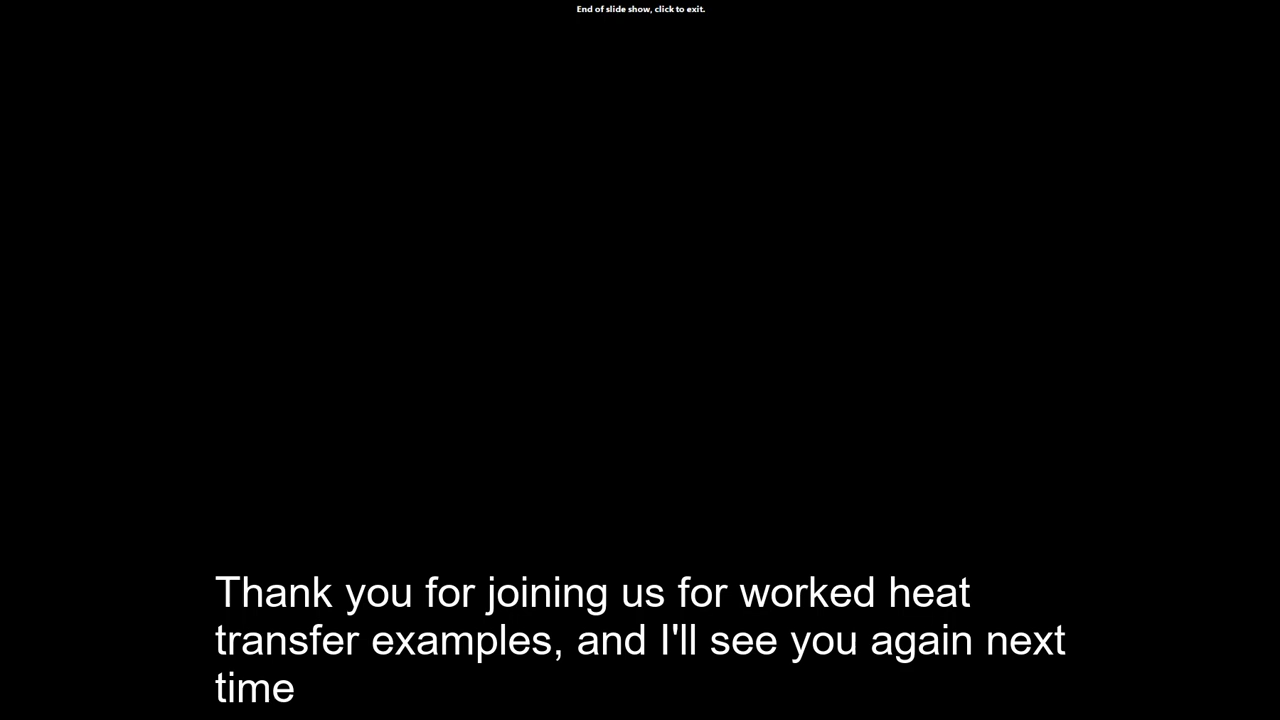 End of slide show, click to exit.
Thank you for joining us for worked heat
transfer examples, and I'll see you again next
time